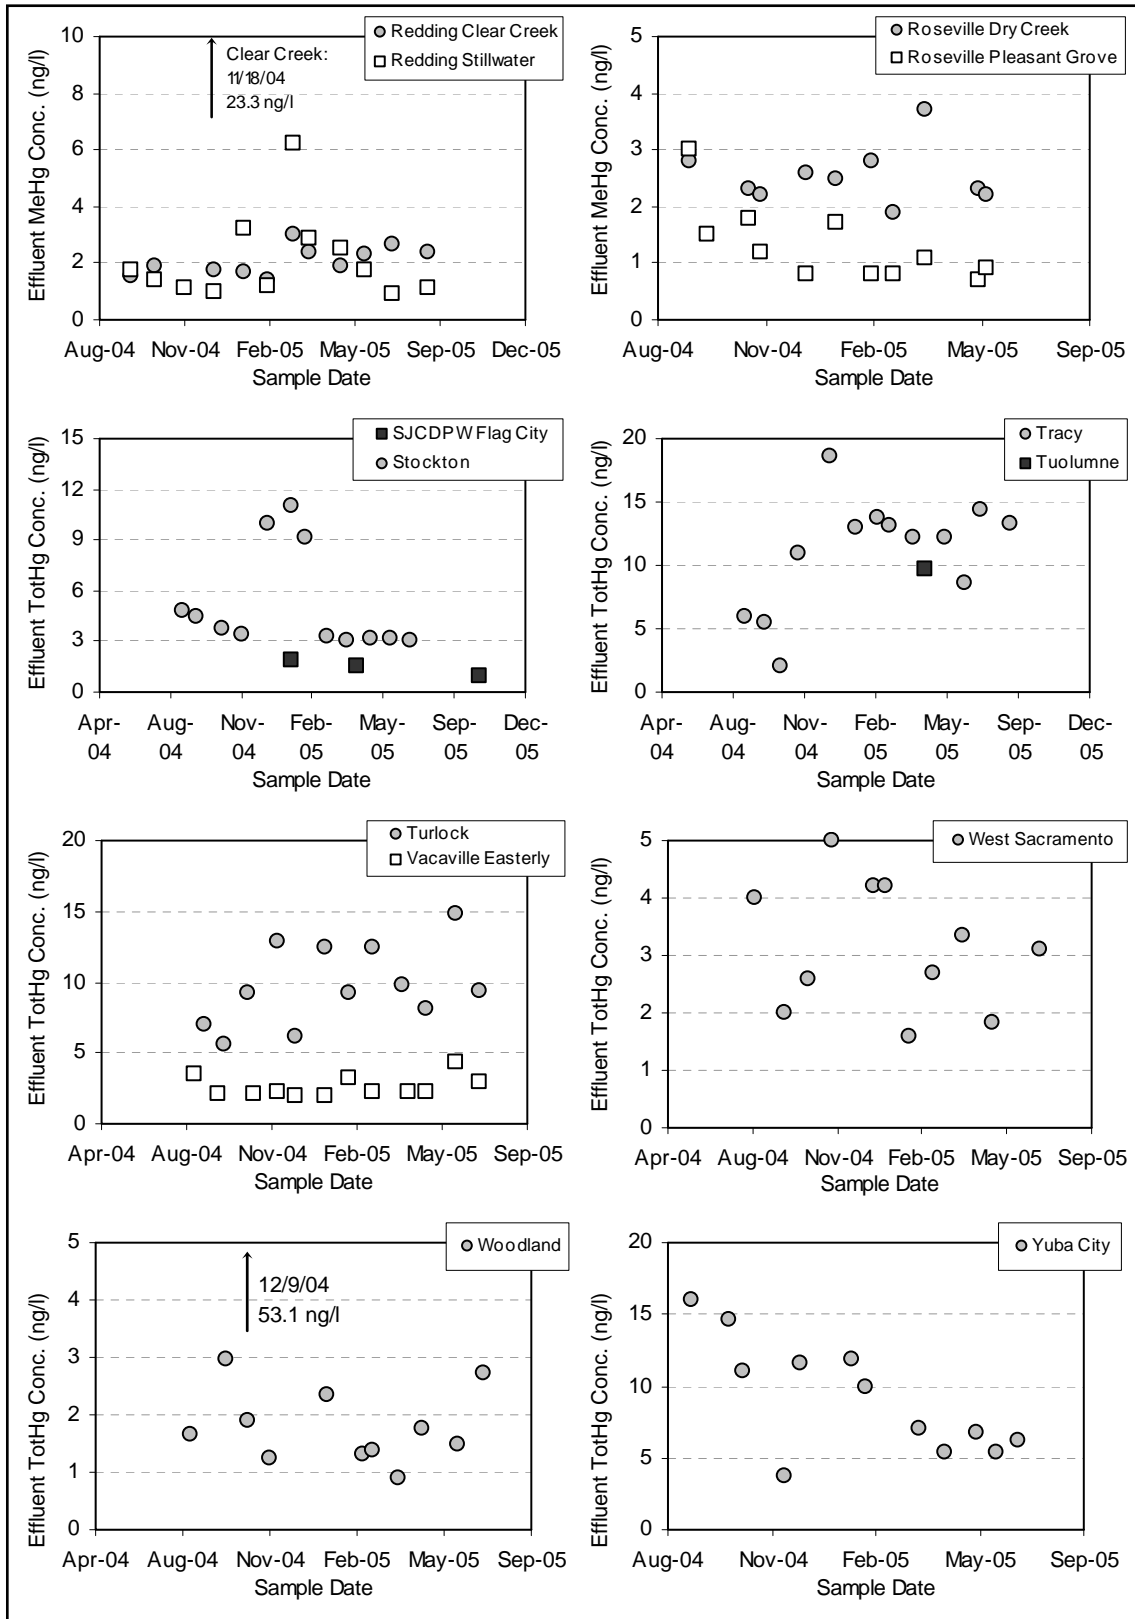 Effluent MeHg Conc. (ng/l)
10
8
6
4
2
0
Clear Creek:
11/18/04
23.3 ng/l
Redding Clear Creek
Redding Stillwater
Aug-04 Nov-04 Feb-05 May-05 Sep-05 Dec-05
Sample Date
Effluent MeHg Conc. (ng/l)
5
4
3
2
1
0
Roseville Dry Creek
Roseville Pleasant Grove
Aug-04 Nov-04 Feb-05 May-05 Sep-05
Sample Date
Effluent TotHg Conc. (ng/l)
15
12
9
6
3
0
SJCDPW Flag City
Stockton
Apr- Aug- Nov- Feb- May- Sep- Dec-
04 04 04 05 05 05 05
Sample Date
Effluent TotHg Conc. (ng/l)
20
15
10
5
0
Tracy
Tuolumne
Apr- Aug- Nov- Feb- May- Sep- Dec-
04 04 04 05 05 05 05
Sample Date
Effluent TotHg Conc. (ng/l)
20
15
10
5
0
Turlock
Vacaville Easterly
Apr-04 Aug-04 Nov-04 Feb-05 May-05 Sep-05
Sample Date
Effluent TotHg Conc. (ng/l)
5
4
3
2
1
0
West Sacramento
Apr-04 Aug-04 Nov-04 Feb-05 May-05 Sep-05
Sample Date
Effluent TotHg Conc. (ng/l)
5
4
3
2
1
0
12/9/04
53.1 ng/l
Woodland
Apr-04 Aug-04 Nov-04 Feb-05 May-05 Sep-05
Sample Date
Effluent TotHg Conc. (ng/l)
20
15
10
5
0
Yuba City
Aug-04 Nov-04 Feb-05 May-05 Sep-05
Sample Date